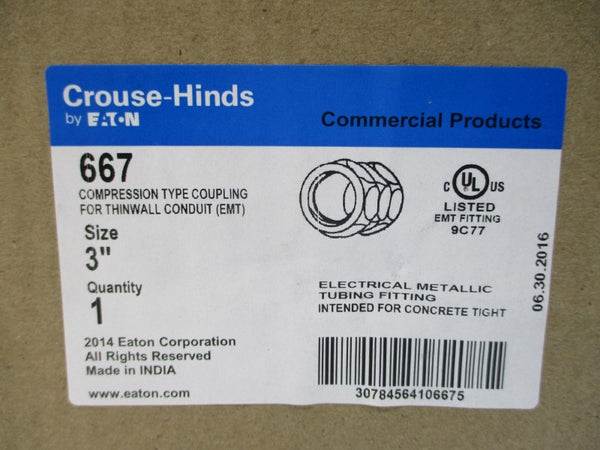 Crouse-Hinds
by EATON
Commercial Products
667
COMPRESSION TYPE COUPLING
FOR THINWALL CONDUIT (EMT)
Size
3"
Quantity
1
2014 Eaton Corporation
All Rights Reserved
Made in INDIA
www.eaton.com
C UL US
LISTED
EMT FITTING
9C77
ELECTRICAL METALLIC
TUBING FITTING
INTENDED FOR CONCRETE TIGHT
30784564106675
06.30.2016